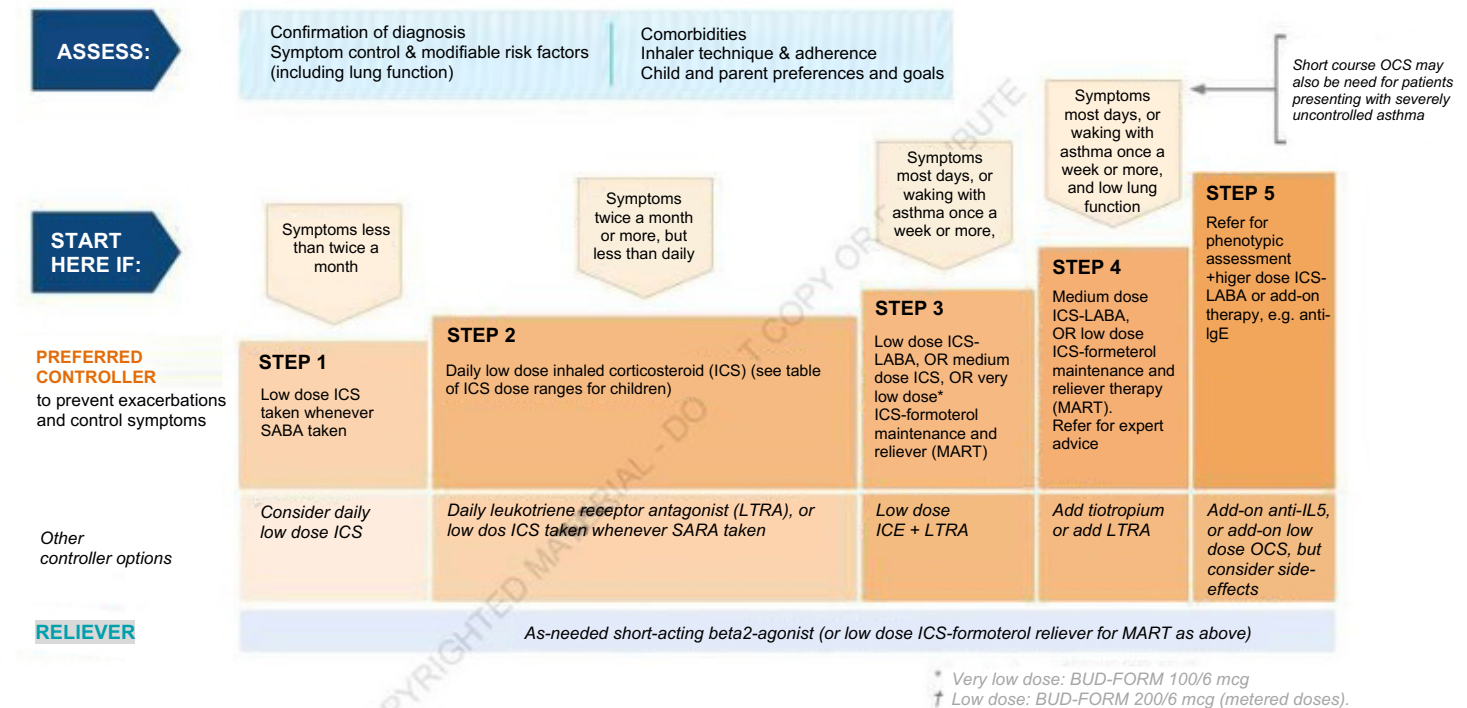 ASSESS:
Confirmation of diagnosis
Symptom control & modifiable risk factors
(including lung function)
Comorbidities
Inhaler technique & adherence
Child and parent preferences and goals
Short course OCS may
also be need for patients
presenting with severely
uncontrolled asthma
START
HERE IF:
Symptoms less
than twice a
month
Symptoms
twice a month
or more, but
less than daily
Symptoms
most days, or
waking with
asthma once a
week or more,
Symptoms
most days, or
waking with
asthma once a
week or more,
and low lung
function
PREFERRED
CONTROLLER
to prevent exacerbations
and control symptoms
STEP 1
Low dose ICS
taken whenever
SABA taken
STEP 2
Daily low dose inhaled corticosteroid (ICS) (see table
of ICS dose ranges for children)
STEP 3
Low dose ICS-
LABA, OR medium
dose ICS, OR very
low dose*
ICS-formoterol
maintenance and
reliever (MART)
STEP 4
Medium dose
ICS-LABA,
OR low dose
ICS-formeterol
maintenance and
reliever therapy
(MART).
Refer for expert
advice
STEP 5
Refer for
phenotypic
assessment
+higer dose ICS-
LABA or add-on
therapy, e.g. anti-
IgE
Other
controller options
Consider daily
low dose ICS
Daily leukotriene receptor antagonist (LTRA), or
low dos ICS taken whenever SARA taken
Low dose
ICE + LTRA
Add tiotropium
or add LTRA
Add-on anti-IL5,
or add-on low
dose OCS, but
consider side-
effects
RELIEVER
As-needed short-acting beta2-agonist (or low dose ICS-formoterol reliever for MART as above)
* Very low dose: BUD-FORM 100/6 mcg
† Low dose: BUD-FORM 200/6 mcg (metered doses).
PYRIGHTED MATERIAL - DO T COPY OR BUTE